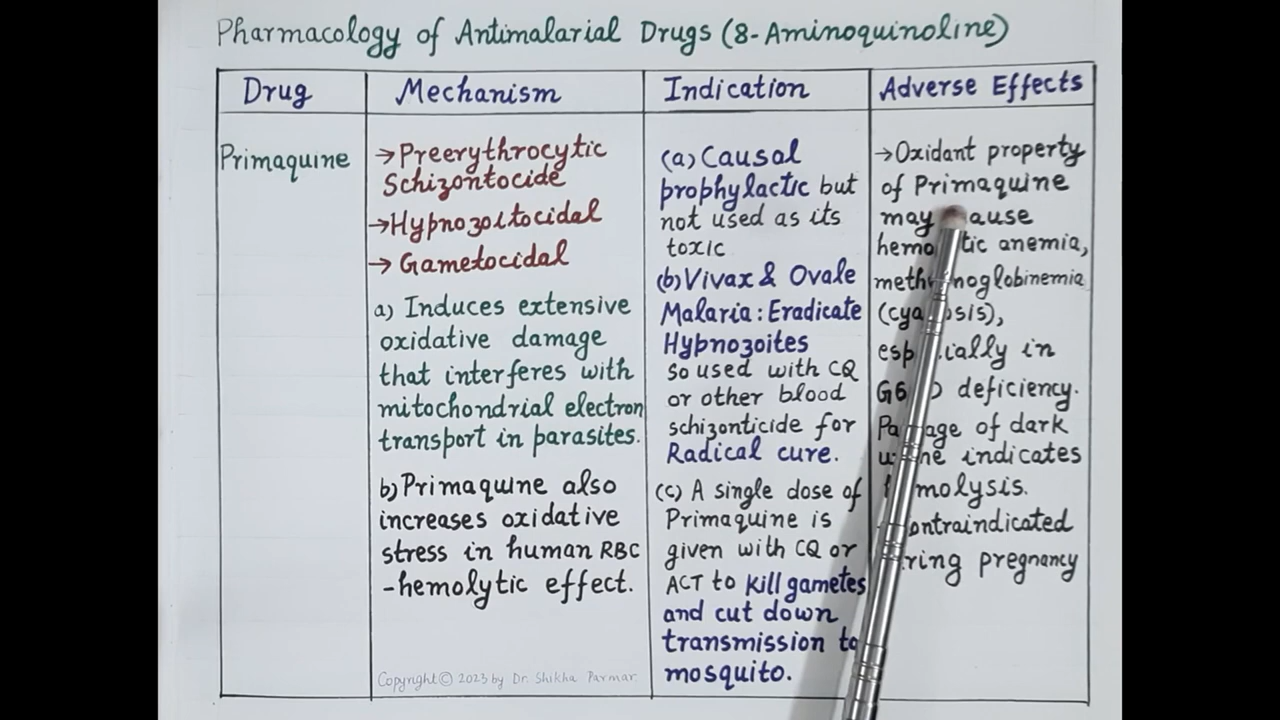 Pharmacology of Antimalarial Drugs (8-Aminoquinoline)
Drug
Mechanism
Indication
Adverse Effects
Primaquine
→Preerythrocytic
Schizontocide
→Hypnozoitocidal
→ Gametocidal
a) Induces extensive
oxidative damage
that interferes with
mitochondrial electron
transport in parasites.
b) Primaquine also
increases oxidative
stress in human RBC
-hemolytic effect.
Copyright© 2023 by Dr. Shikha Parmar
(a) Causal
prophylactic but
not used as its
toxic
(b) Vivax & Ovale
Malaria: Eradicate
Hypnozoites
so used with CQ
or other blood
schizonticide for
Radical cure.
(c) A single dose of
Primaquine is
given with CQ or
ACT to kill gametes
and cut down
transmission to
mosquito.
→Oxidant property
of Primaquine
may
anemia,
(
in
deficiency.
of dark
indicates
pregnancy